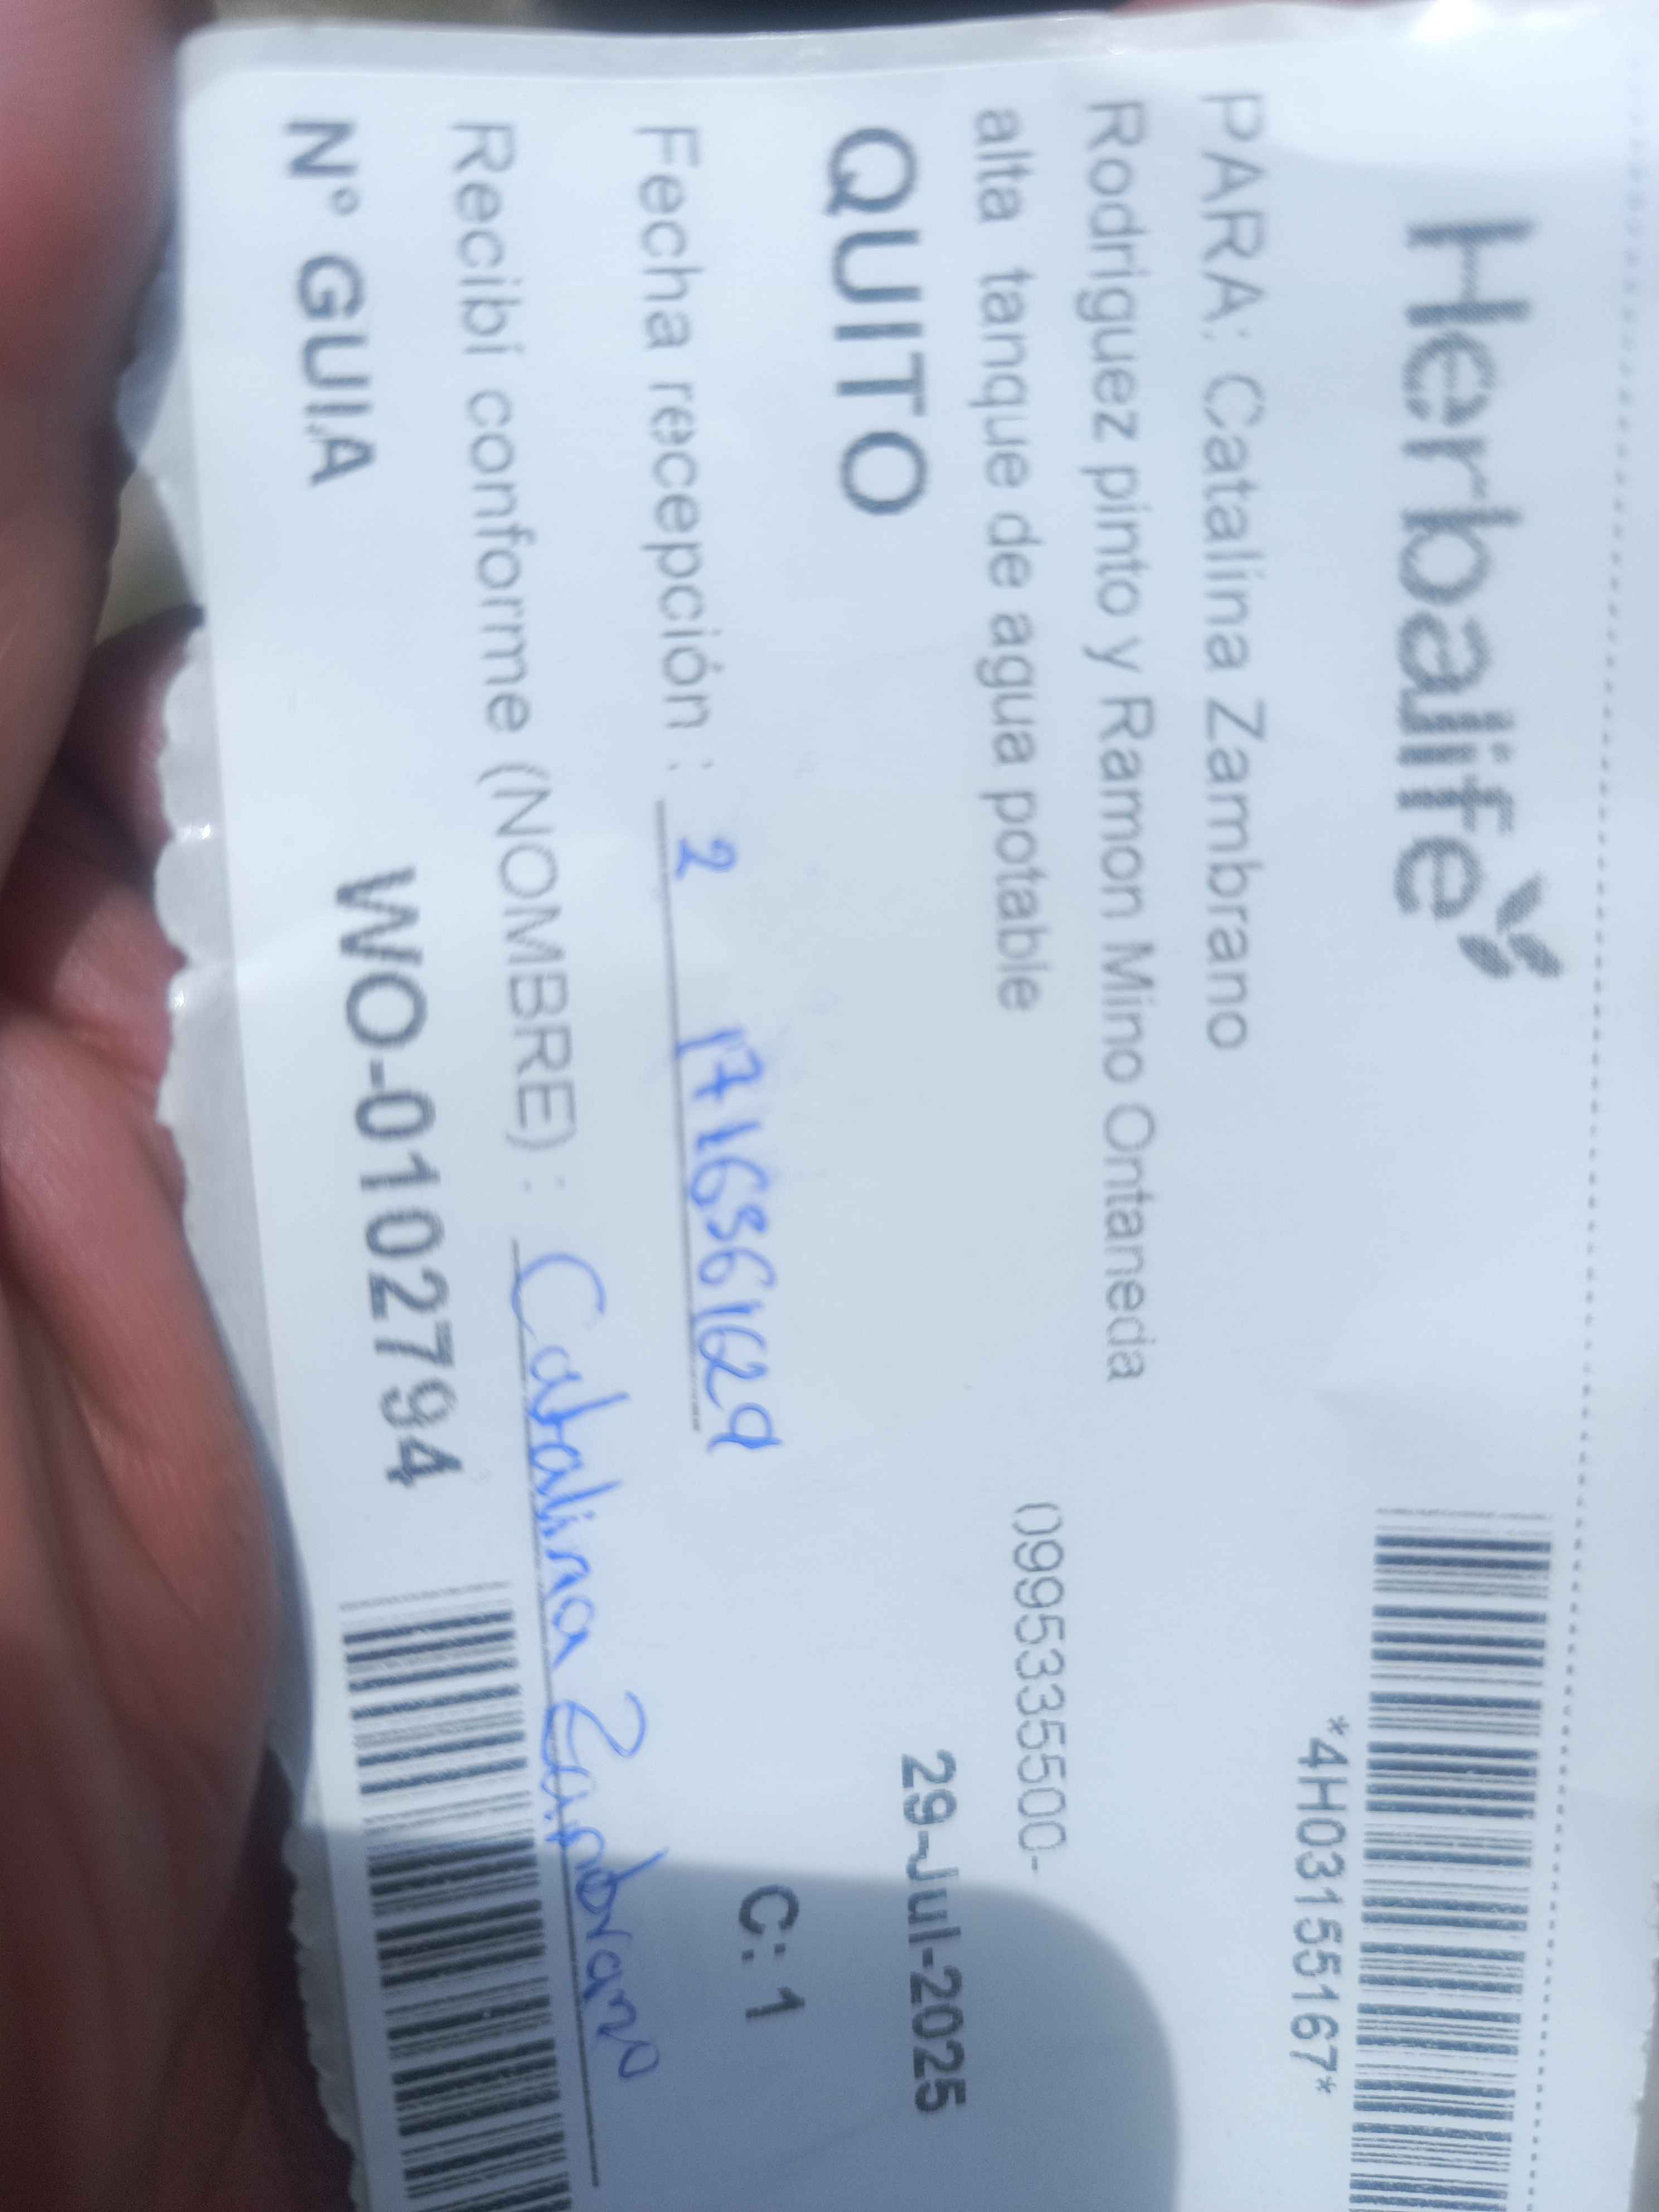 Herbalife
*4H03155167*
PARA: Catalina Zambrano
Rodriguez pinto y Ramon Mino Ontaneda
alta tanque de agua potable 0995335500-
QUITO 29-Jul-2025
Fecha recepción : 2 1716361629 C: 1
Recibí conforme (NOMBRE) : Catalina Zambrano
N° GUIA WO-0102794